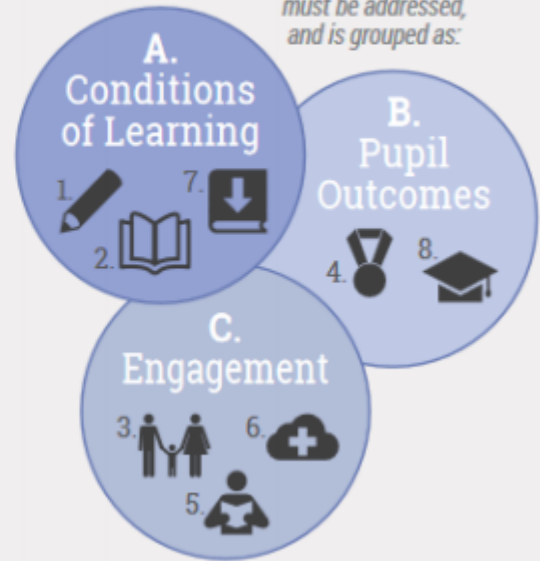 must be addressed,
and is grouped as:
A.
Conditions
of Learning
1.
7.
2.
B.
Pupil
Outcomes
4.
8.
C.
Engagement
3.
6.
5.